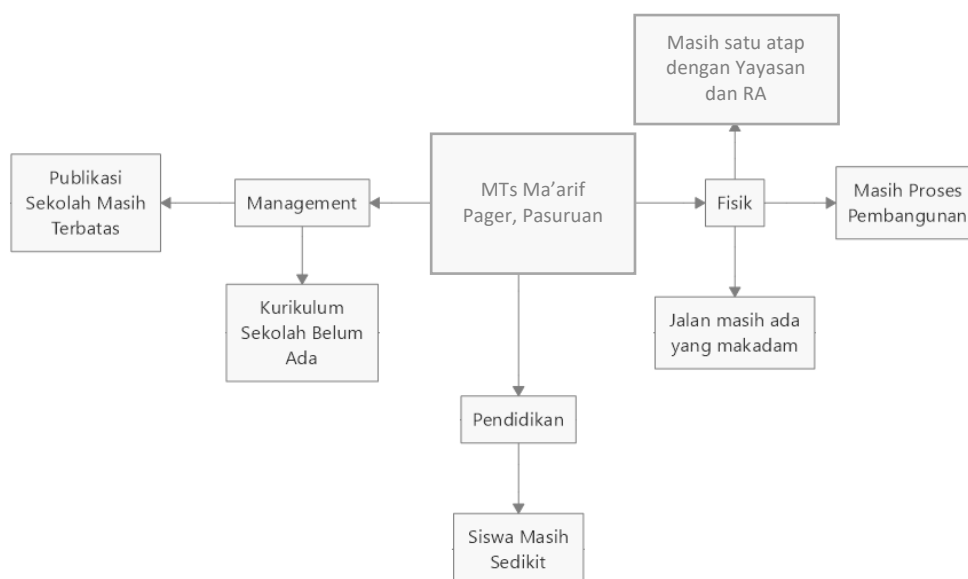 Masih satu atap
dengan Yayasan
dan RA
Publikasi
Sekolah Masih
Terbatas
Management
MTs Ma’arif
Pager, Pasuruan
Fisik
Masih Proses
Pembangunan
Kurikulum
Sekolah Belum
Ada
Jalan masih ada
yang makadam
Pendidikan
Siswa Masih
Sedikit